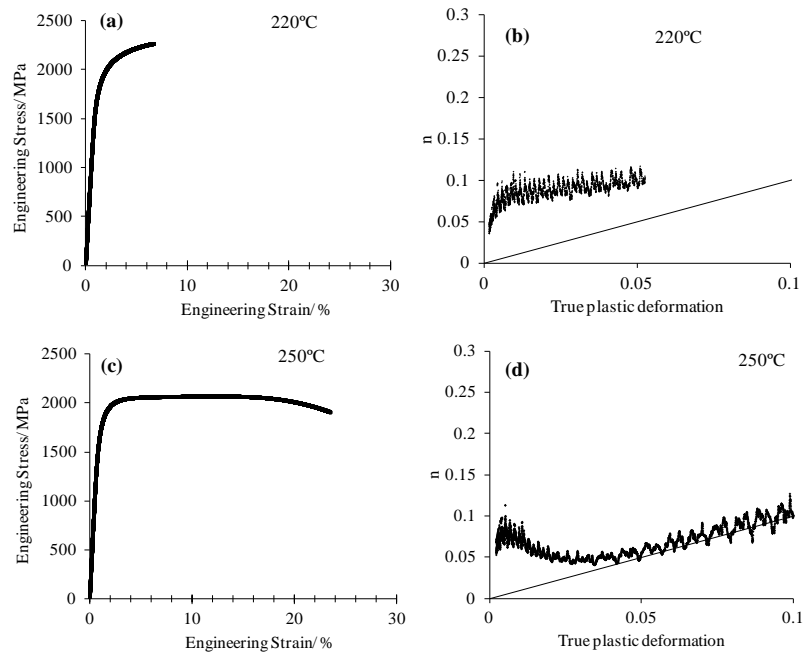 (a) 220ºC
2500
2000
1500
1000
500
0
0 10 20 30
Engineering Stress/ MPa
Engineering Strain/ %
(b) 220ºC
0.3
0.25
0.2
0.15
0.1
0.05
0
0 0.05 0.1
n
True plastic deformation
(c) 250ºC
2500
2000
1500
1000
500
0
0 10 20 30
Engineering Stress/ MPa
Engineering Strain/ %
(d) 250ºC
0.3
0.25
0.2
0.15
0.1
0.05
0
0 0.05 0.1
n
True plastic deformation